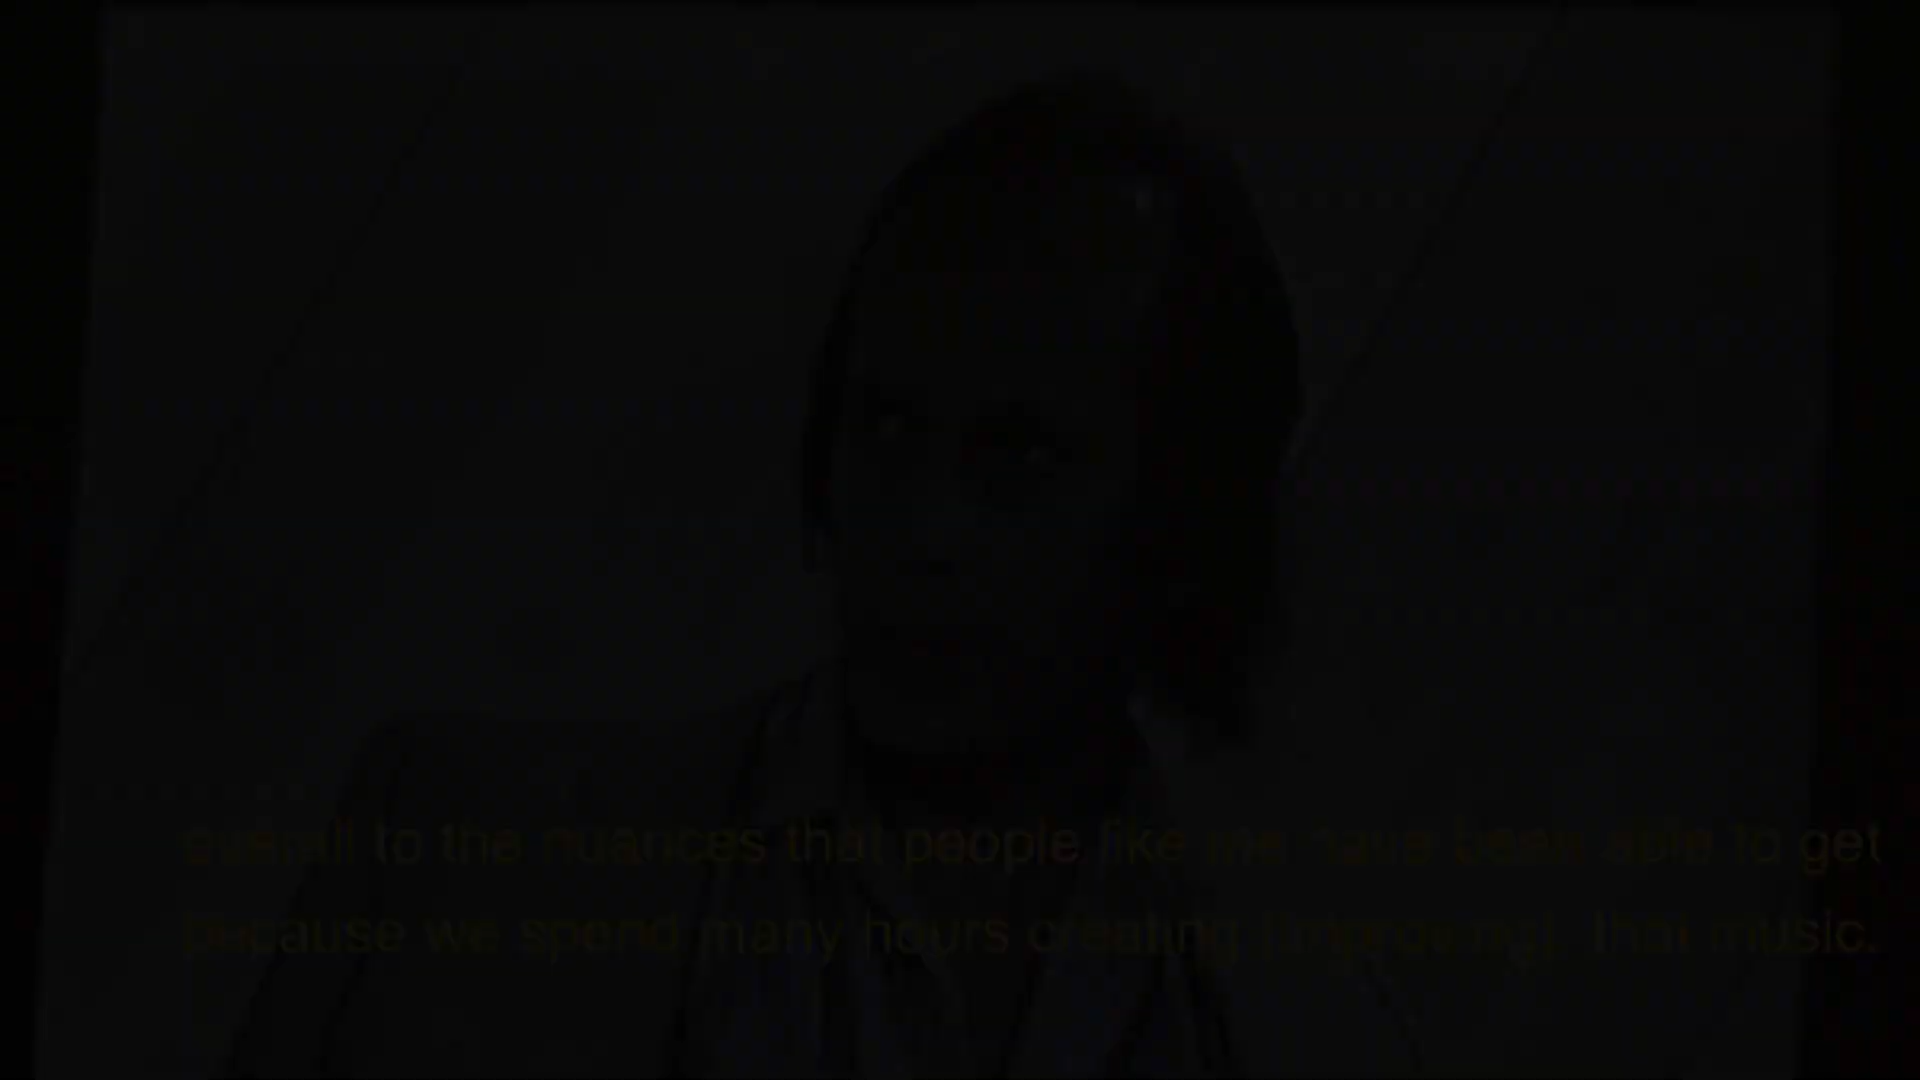 overall to the nuances that people like me have been able to get
because we spend many hours creating [improving] that music.